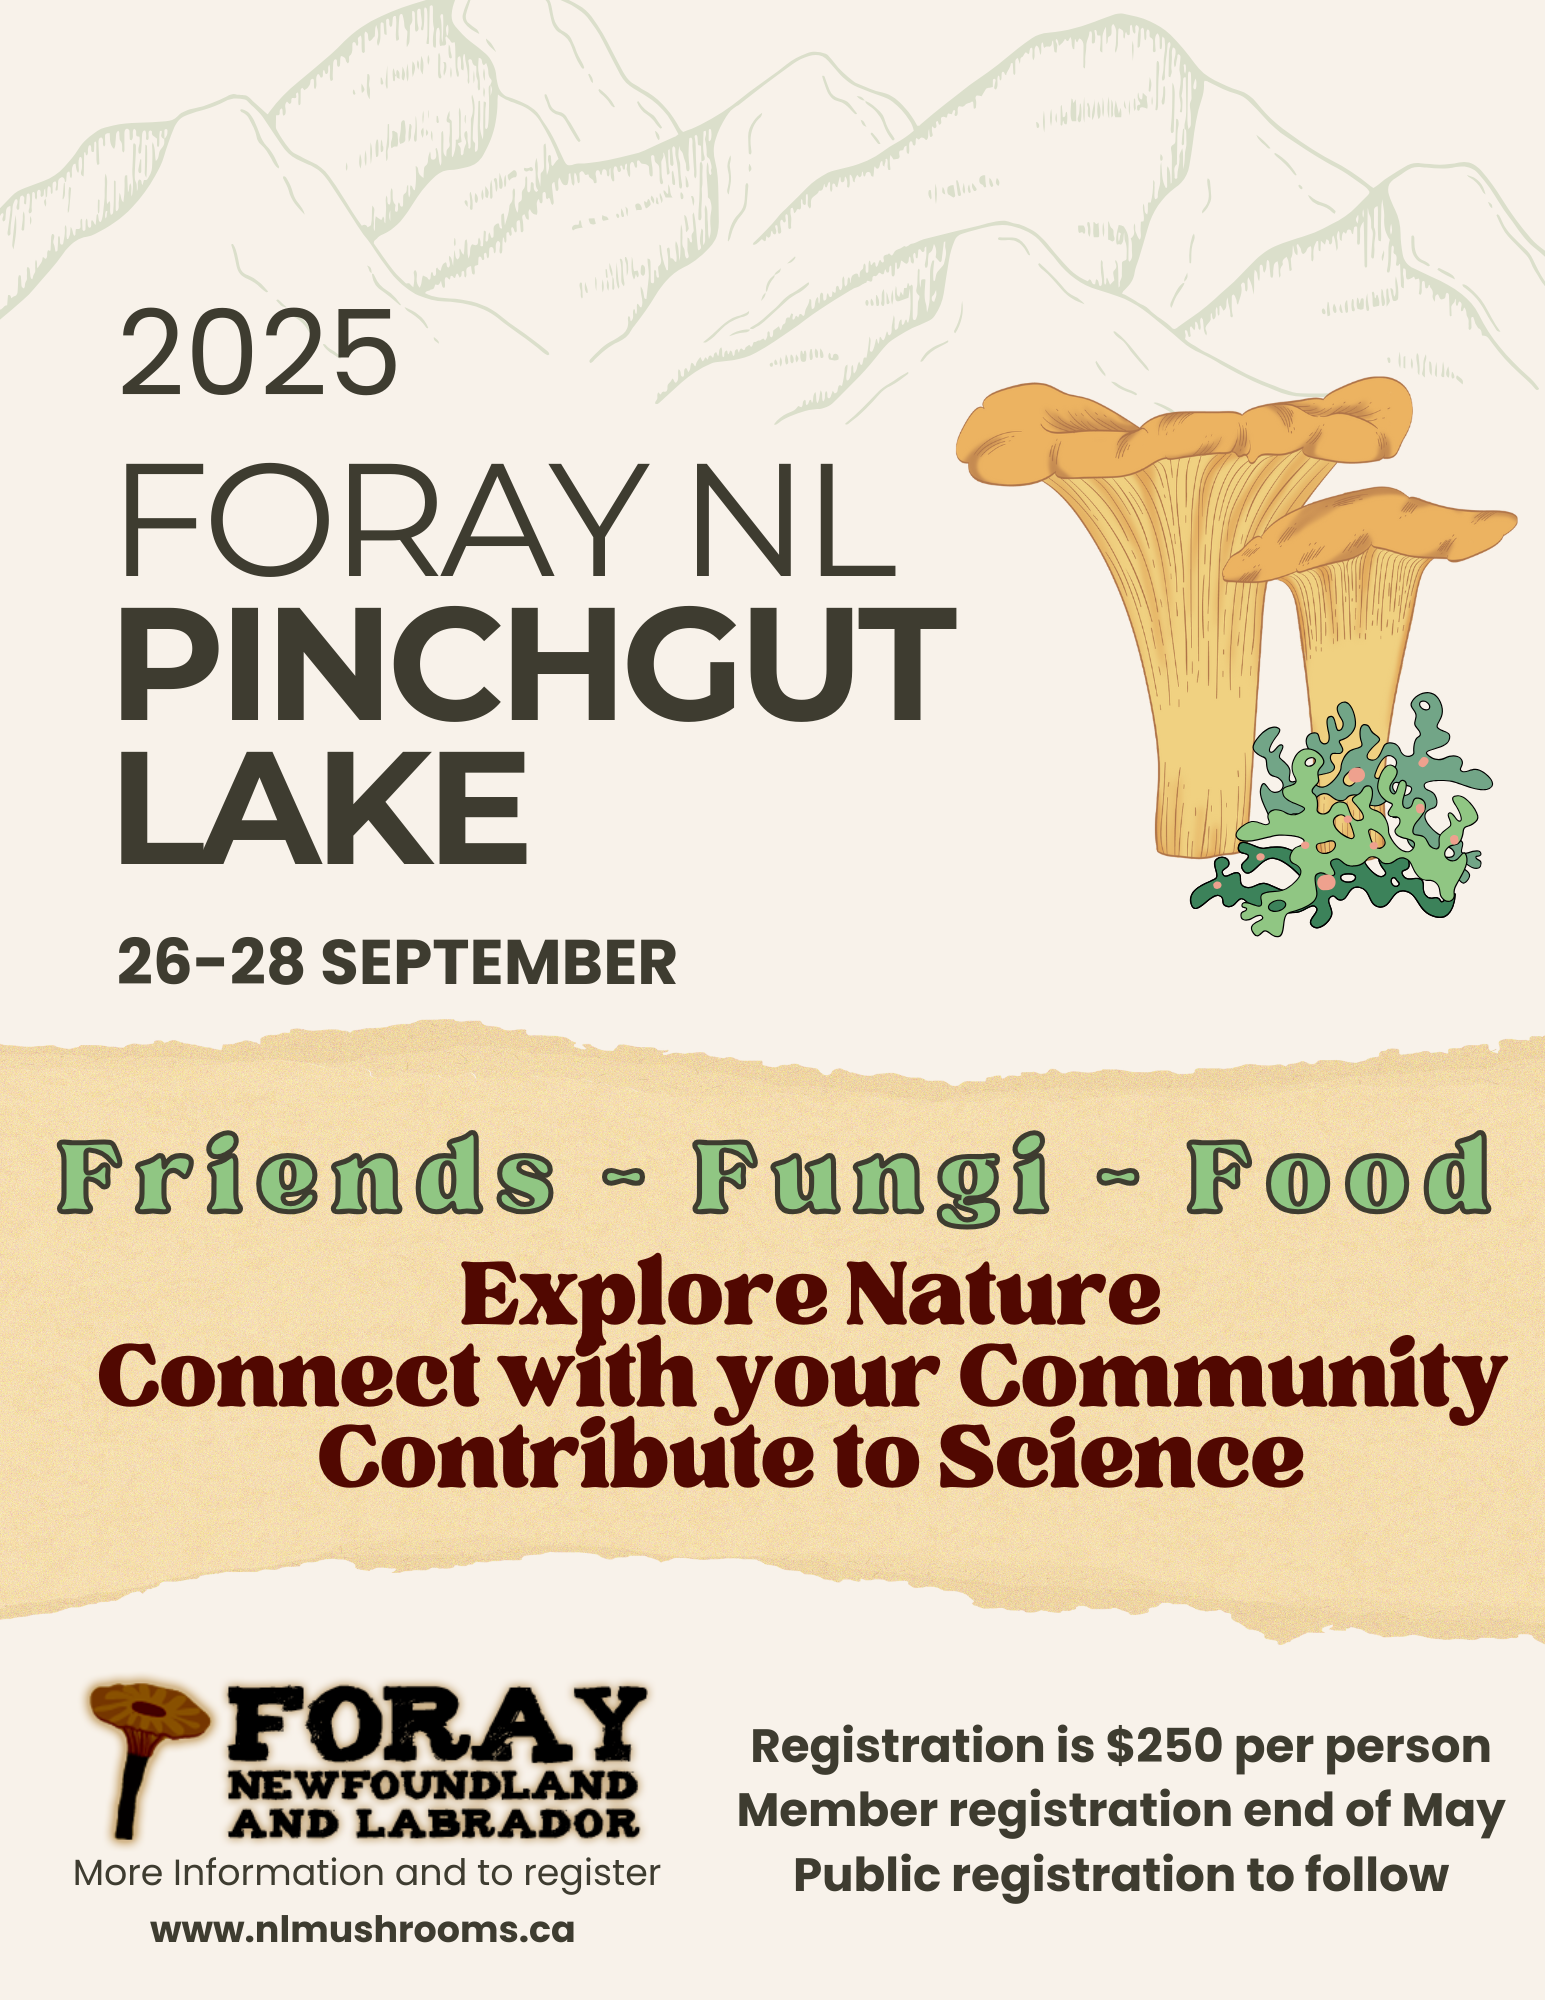 2025
FORAY NL
PINCHGUT
LAKE
26-28 SEPTEMBER
Friends - Fungi - Food
Explore Nature
Connect with your Community
Contribute to Science
FORAY
NEWFOUNDLAND
AND LABRADOR
More Information and to register
www.nlmushrooms.ca
Registration is $250 per person
Member registration end of May
Public registration to follow